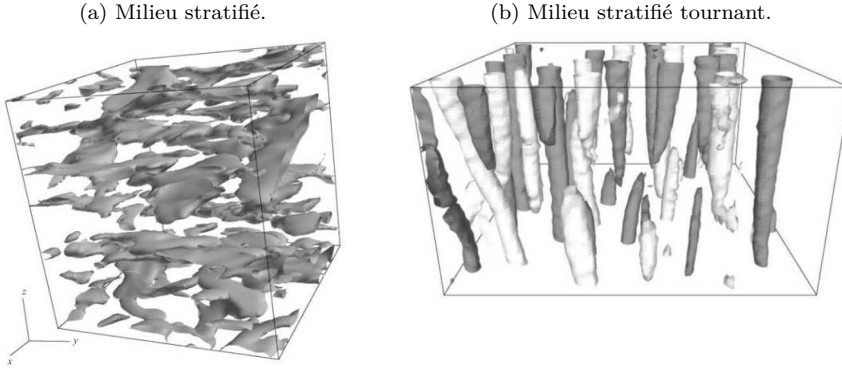 (a) Milieu stratifié.
(b) Milieu stratifié tournant.
z
y
x